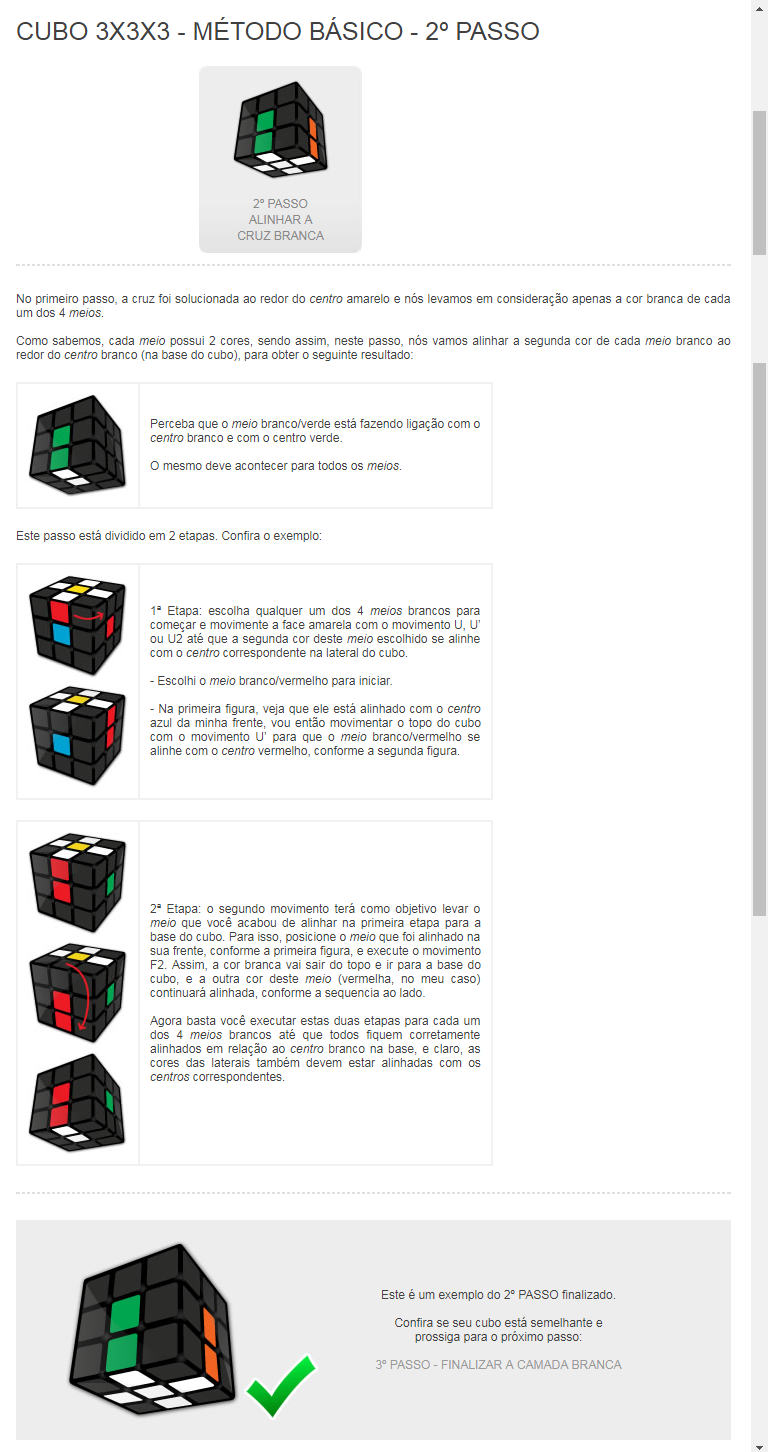 CUBO 3X3X3 - MÉTODO BÁSICO - 2º PASSO
2º PASSO
ALINHAR A
CRUZ BRANCA
No primeiro passo, a cruz foi solucionada ao redor do centro amarelo e nós levamos em consideração apenas a cor branca de cada
um dos 4 meios.
Como sabemos, cada meio possui 2 cores, sendo assim, neste passo, nós vamos alinhar a segunda cor de cada meio branco ao
redor do centro branco (na base do cubo), para obter o seguinte resultado:
Perceba que o meio branco/verde está fazendo ligação com o
centro branco e com o centro verde.
O mesmo deve acontecer para todos os meios.
Este passo está dividido em 2 etapas. Confira o exemplo:
1ª Etapa: escolha qualquer um dos 4 meios brancos para
começar e movimente a face amarela com o movimento U, U'
ou U2 até que a segunda cor deste meio escolhido se alinhe
com o centro correspondente na lateral do cubo.
- Escolhi o meio branco/vermelho para iniciar.
- Na primeira figura, veja que ele está alinhado com o centro
azul da minha frente, vou então movimentar o topo do cubo
com o movimento U' para que o meio branco/vermelho se
alinhe com o centro vermelho, conforme a segunda figura.
2ª Etapa: o segundo movimento terá como objetivo levar o
meio que você acabou de alinhar na primeira etapa para a
base do cubo. Para isso, posicione o meio que foi alinhado na
sua frente, conforme a primeira figura, e execute o movimento
F2. Assim, a cor branca vai sair do topo e ir para a base do
cubo, e a outra cor deste meio (vermelha, no meu caso)
continuará alinhada, conforme a sequencia ao lado.
Agora basta você executar estas duas etapas para cada um
dos 4 meios brancos até que todos fiquem corretamente
alinhados em relação ao centro branco na base, e claro, as
cores das laterais também devem estar alinhadas com os
centros correspondentes.
Este é um exemplo do 2º PASSO finalizado.
Confira se seu cubo está semelhante e
prossiga para o próximo passo:
3º PASSO - FINALIZAR A CAMADA BRANCA